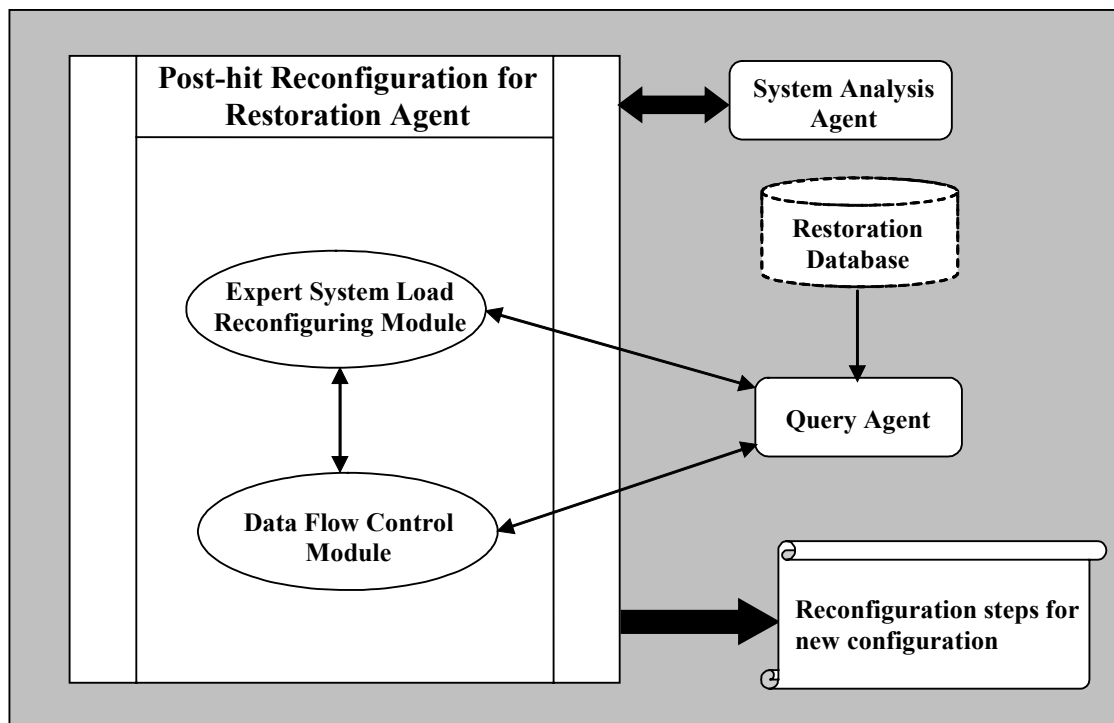 Post-hit Reconfiguration for
Restoration Agent
System Analysis
Agent
Restoration
Database
Expert System Load
Reconfiguring Module
Query Agent
Data Flow Control
Module
Reconfiguration steps for
new configuration